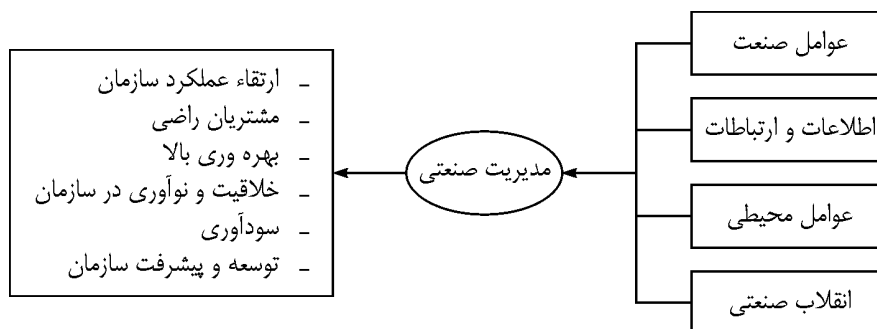 عوامل صنعت
اطلاعات و ارتباطات
عوامل محیطی
انقلاب صنعتی
مدیریت صنعتی
- ارتقاء عملکرد سازمان
- مشتریان راضی
- بهره وری بالا
- خلاقیت و نوآوری در سازمان
- سودآوری
- توسعه و پیشرفت سازمان